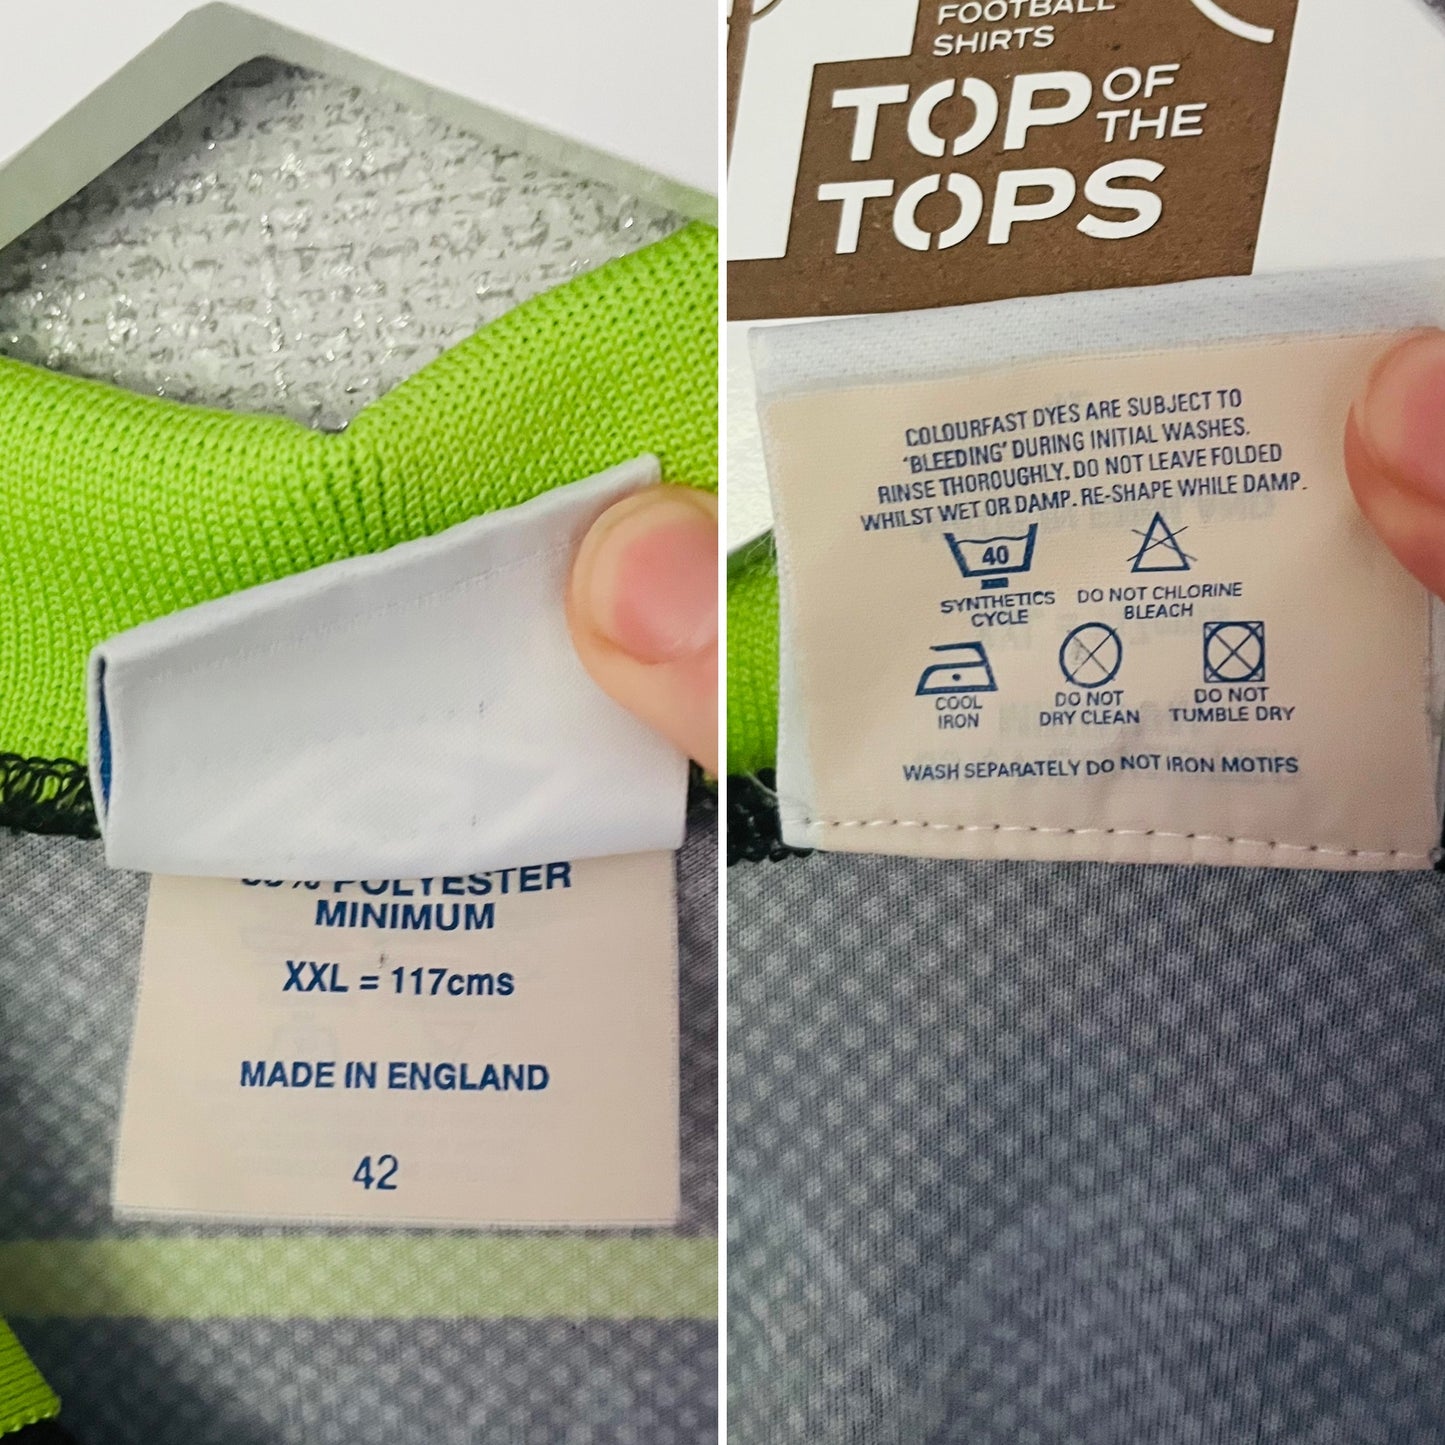 POLYESTER
MINIMUM
XXL = 117cms
MADE IN ENGLAND
42
FOOTBALL
SHIRTS
TOP OF
THE
TOPS
COLOURFAST DYES ARE SUBJECT TO
'BLEEDING' DURING INITIAL WASHES.
RINSE THOROUGHLY. DO NOT LEAVE FOLDED
WHILST WET OR DAMP. RE-SHAPE WHILE DAMP.
40
SYNTHETICS
CYCLE
DO NOT CHLORINE
BLEACH
COOL
IRON
DO NOT
DRY CLEAN
DO NOT
TUMBLE DRY
WASH SEPARATELY DO NOT IRON MOTIFS